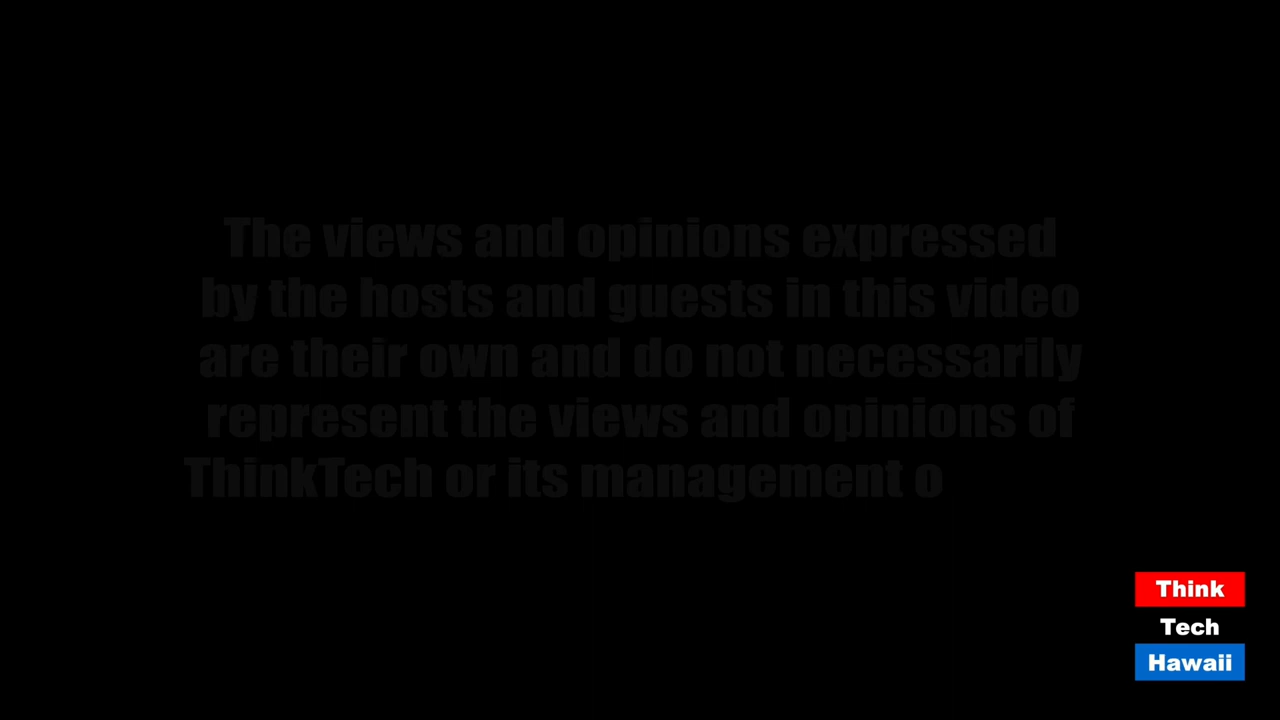 The views and opinions expressed
by the hosts and guests in this video
are their own and do not necessarily
represent the views and opinions of
ThinkTech or its management o
Think
Tech
Hawaii